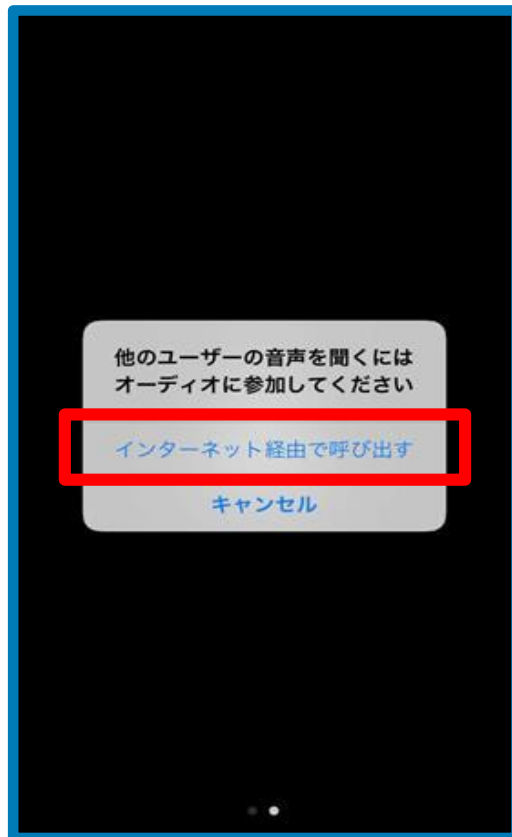 他のユーザーの音声を聞くには
オーディオに参加してください
インターネット経由で呼び出す
キャンセル